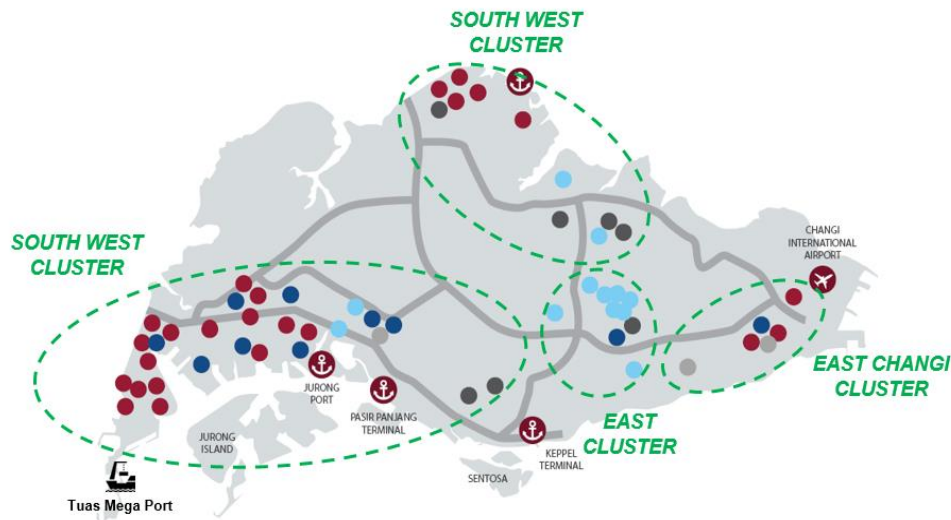 SOUTH WEST
CLUSTER
SOUTH WEST
CLUSTER
CHANGI
INTERNATIONAL
AIRPORT
EAST CHANGI
CLUSTER
JURONG
PORT
PASIR PANJANG
TERMINAL
EAST
CLUSTER
JURONG
ISLAND
KEPPEL
TERMINAL
SENTOSA
Tuas Mega Port